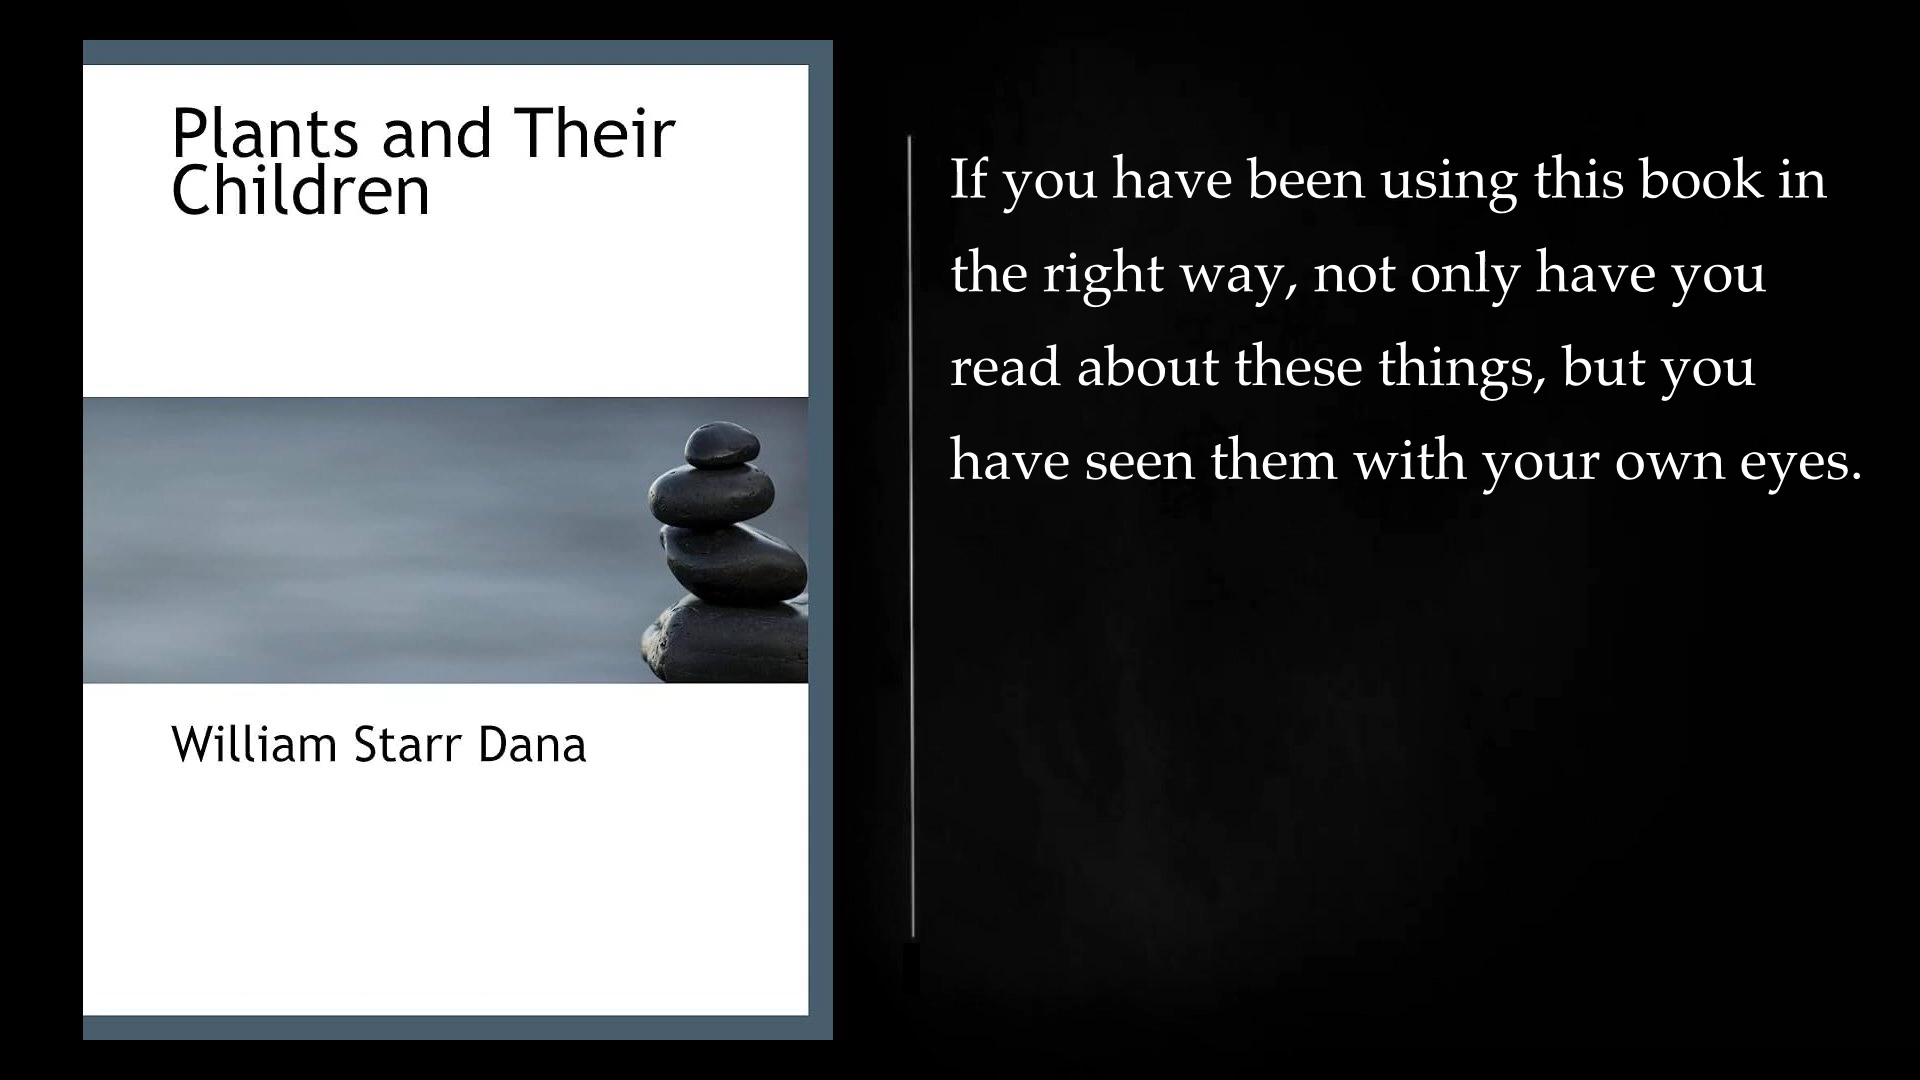 Plants and Their
Children
William Starr Dana
If you have been using this book in
the right way, not only have you
read about these things, but you
have seen them with your own eyes.